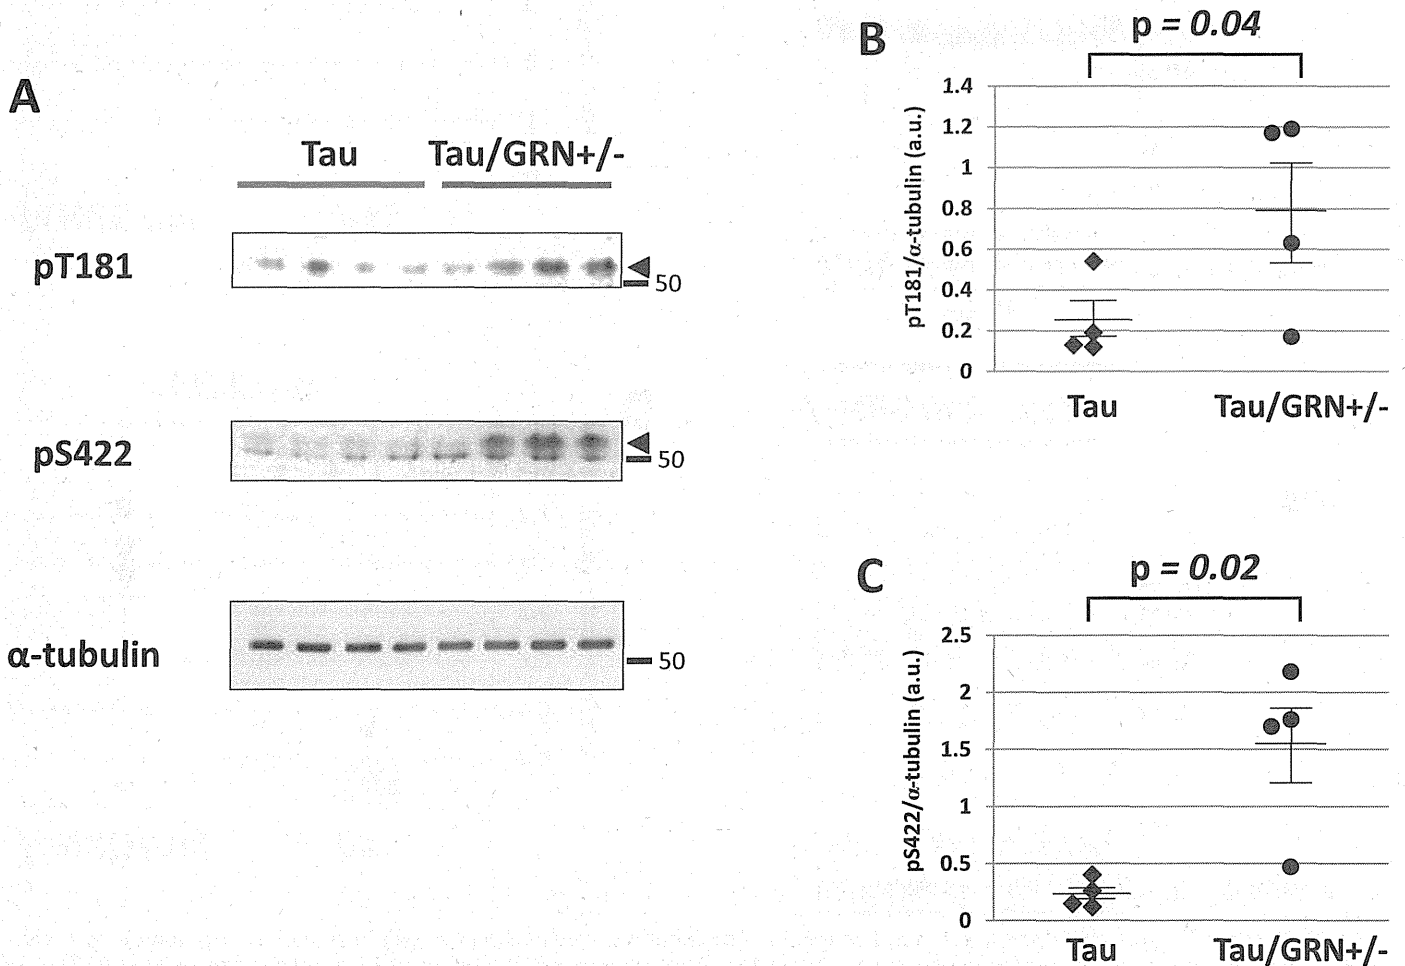 A
Tau Tau/GRN+/-
pT181
50
pS422
50
α-tubulin
50
B
p = 0.04
pT181/α-tubulin (a.u.)
1.4
1.2
1
0.8
0.6
0.4
0.2
0
Tau Tau/GRN+/-
C
p = 0.02
pS422/α-tubulin (a.u.)
2.5
2
1.5
1
0.5
0
Tau Tau/GRN+/-